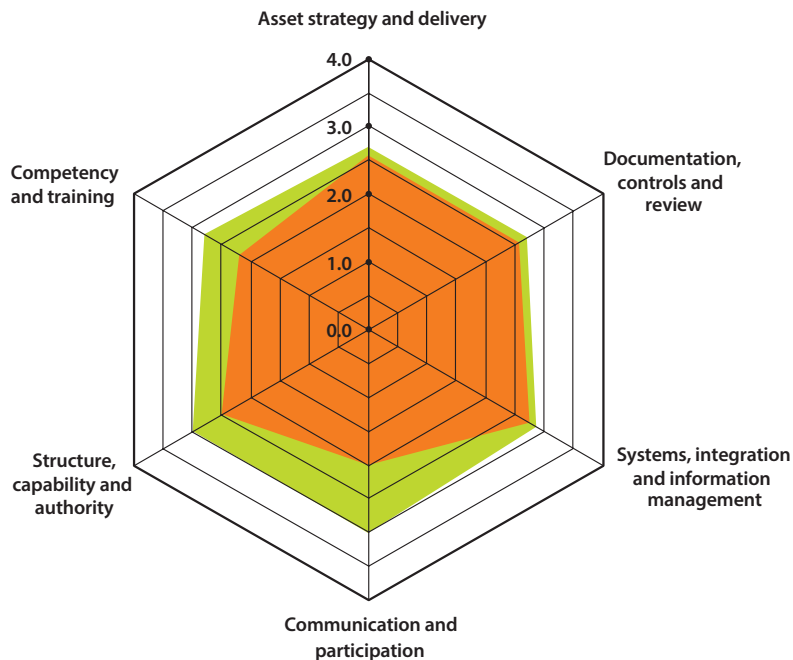 Asset strategy and delivery
4.0
3.0
Documentation,
controls and
review
Competency
and training
2.0
1.0
0.0
Structure,
capability and
authority
Systems, integration
and information
management
Communication and
participation